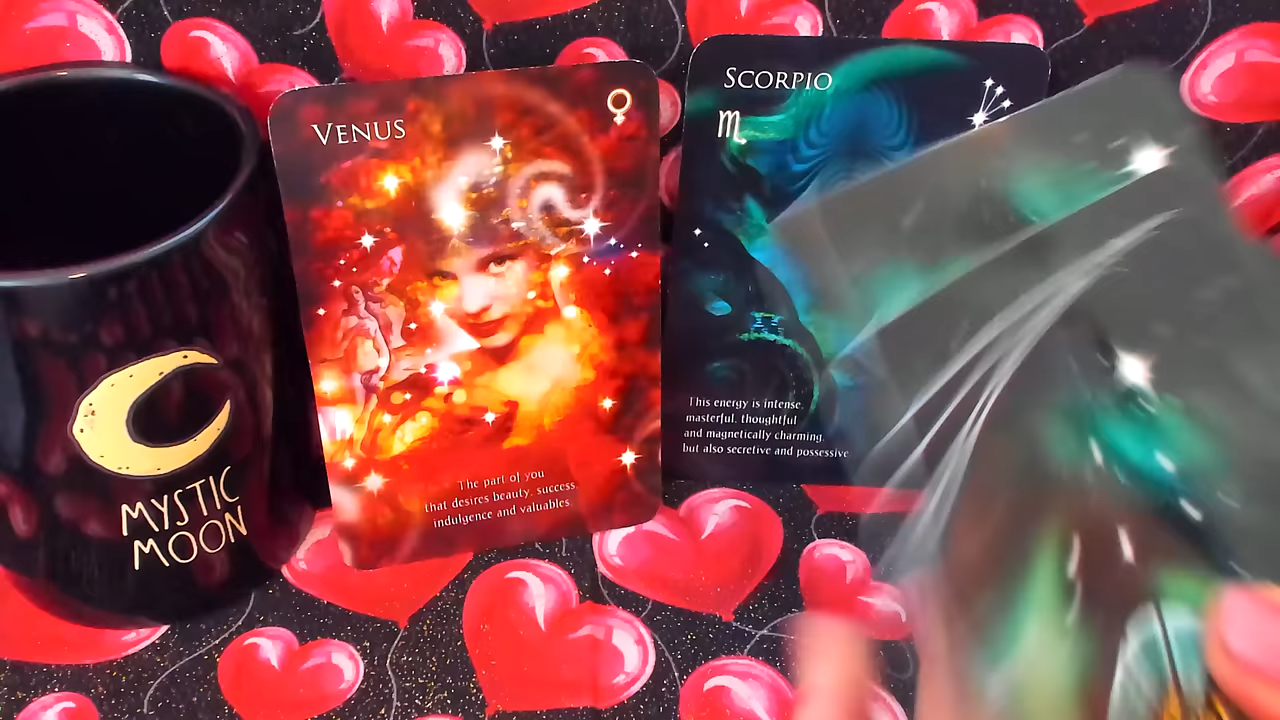 VENUS
The part of you
that desires beauty, success,
indulgence and valuables.
SCORPIO
This energy is intense,
masterful, thoughtful
and magnetically charming,
but also secretive and possessive
MYSTIC
MOON